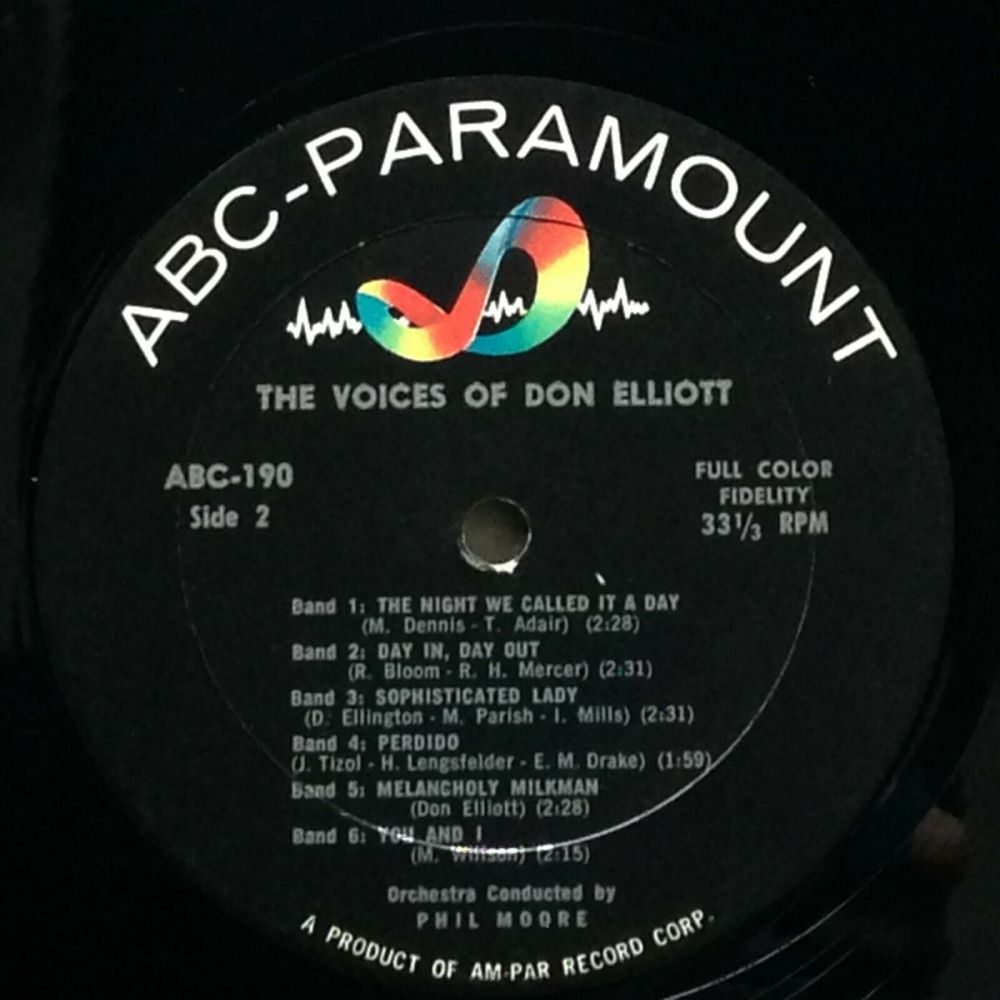 ABC-PARAMOUNT
THE VOICES OF DON ELLIOTT
ABC-190
Side 2
FULL COLOR
FIDELITY
33⅓ RPM
Band 1: THE NIGHT WE CALLED IT A DAY
(M. Dennis - T. Adair) (2:28)
Band 2: DAY IN, DAY OUT
(R. Bloom - R. H. Mercer) (2:31)
Band 3: SOPHISTICATED LADY
(D. Ellington - M. Parish - I. Mills) (2:31)
Band 4: PERDIDO
(J. Tizol - H. Lengsfelder - E. M. Drake) (1:59)
Band 5: MELANCHOLY MILKMAN
(Don Elliott) (2:28)
Band 6: YOU AND I
(M. Willson) (2:15)
Orchestra Conducted by
PHIL MOORE
A PRODUCT OF AM-PAR RECORD CORP.